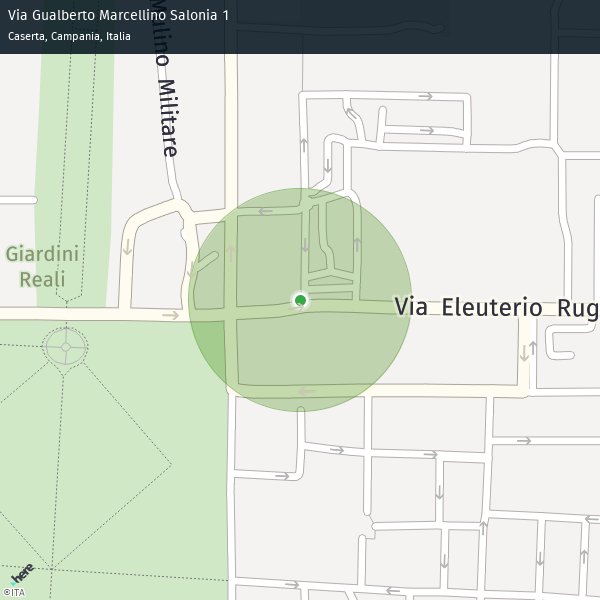 Via Gualberto Marcellino Salonia 1
Caserta, Campania, Italia
Mulino Militare
Giardini
Reali
Via Eleuterio Rug
here
©ITA